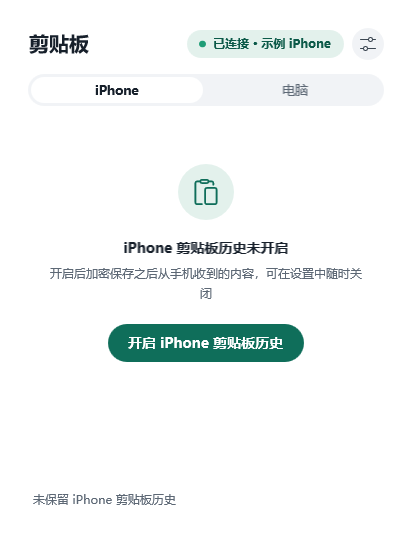 剪贴板
已连接 · 示例 iPhone
iPhone
电脑
iPhone 剪贴板历史未开启
开启后加密保存之后从手机收到的内容，可在设置中随时关
闭
开启 iPhone 剪贴板历史
未保留 iPhone 剪贴板历史